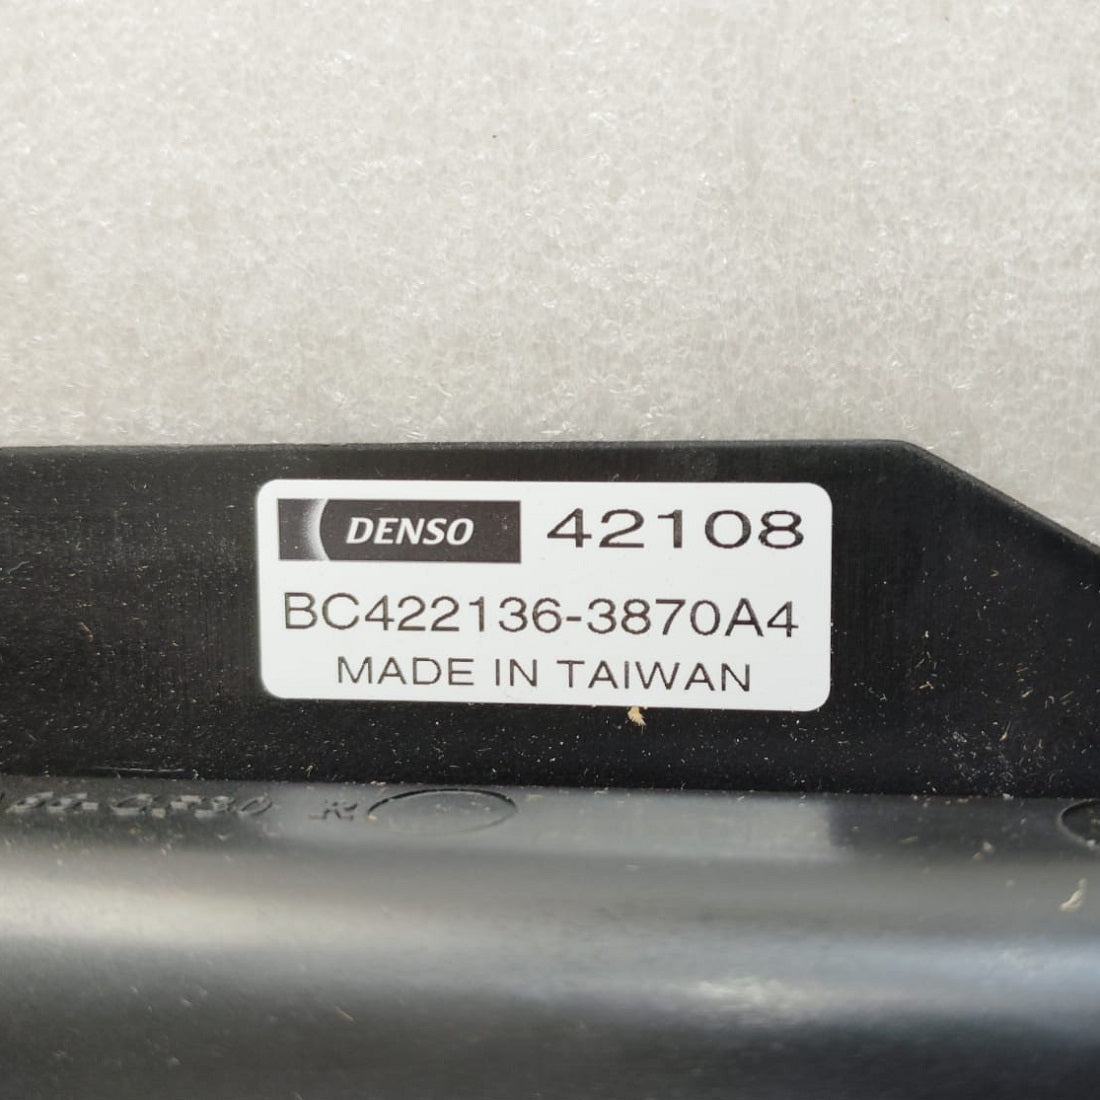 DENSO 42108
BC422136-3870A4
MADE IN TAIWAN